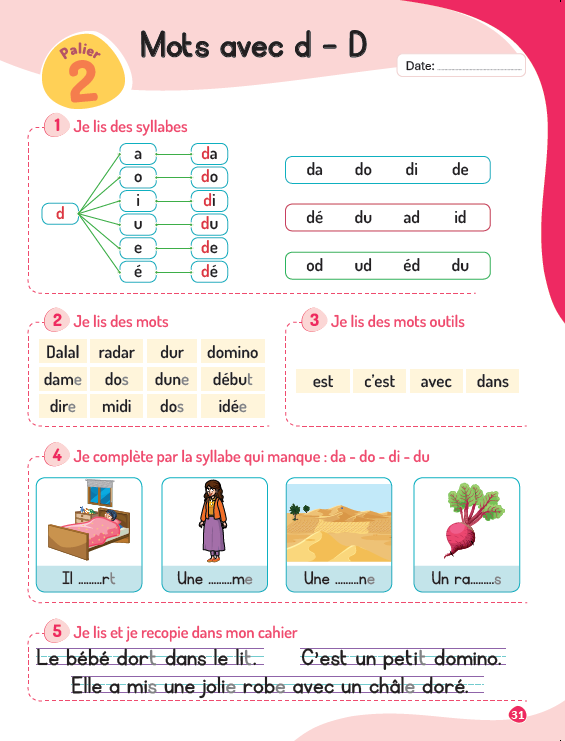 Palier
2
Mots avec d - D
Date: ........................
1 Je lis des syllabes
d
a da
o do
i di
u du
e de
é dé
da do di de
dé du ad id
od ud éd du
2 Je lis des mots
Dalal radar dur domino
dame dos dune début
dire midi dos idée
3 Je lis des mots outils
est c'est avec dans
4 Je complète par la syllabe qui manque : da - do - di - du
Il .........rt
Une .........me
Une .........ne
Un ra.........s
5 Je lis et je recopie dans mon cahier
Le bébé dort dans le lit. C'est un petit domino.
Elle a mis une jolie robe avec un châle doré.
31